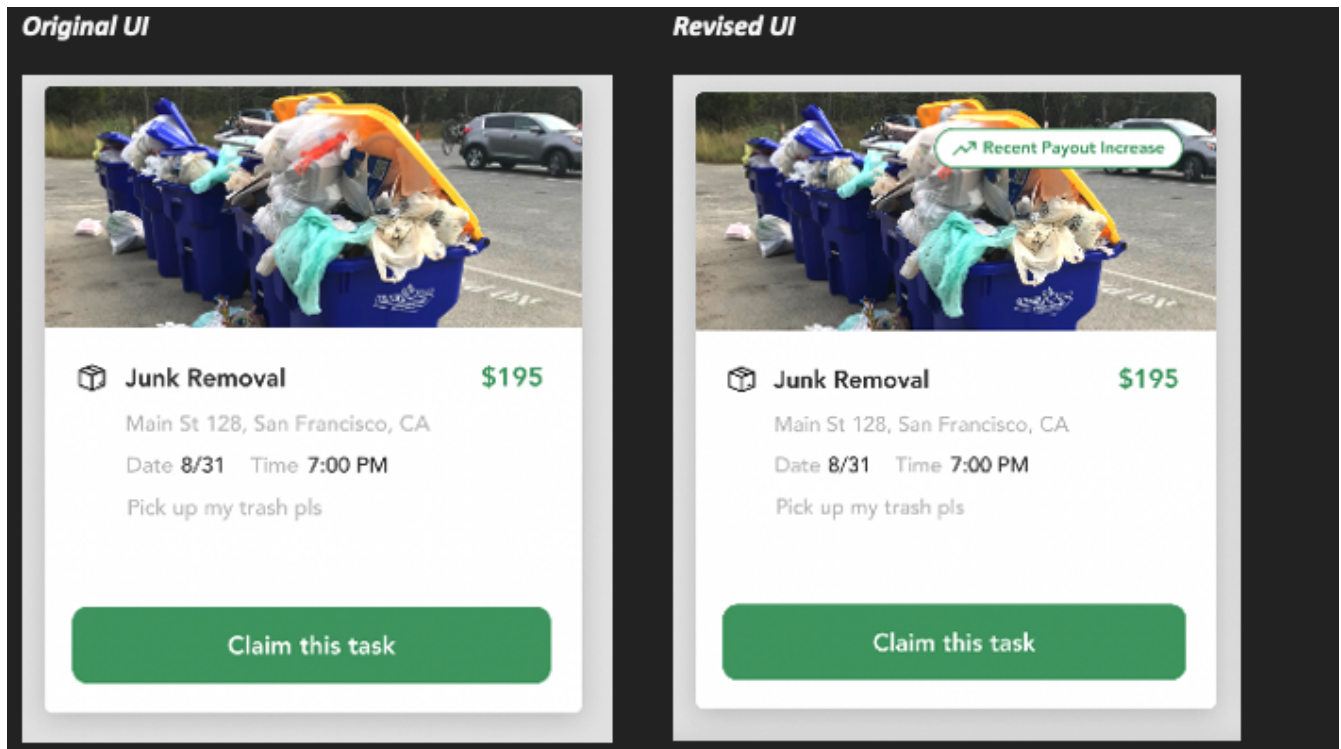 Original UI
Junk Removal $195
Main St 128, San Francisco, CA
Date 8/31 Time 7:00 PM
Pick up my trash pls
Claim this task
Revised UI
Recent Payout Increase
Junk Removal $195
Main St 128, San Francisco, CA
Date 8/31 Time 7:00 PM
Pick up my trash pls
Claim this task